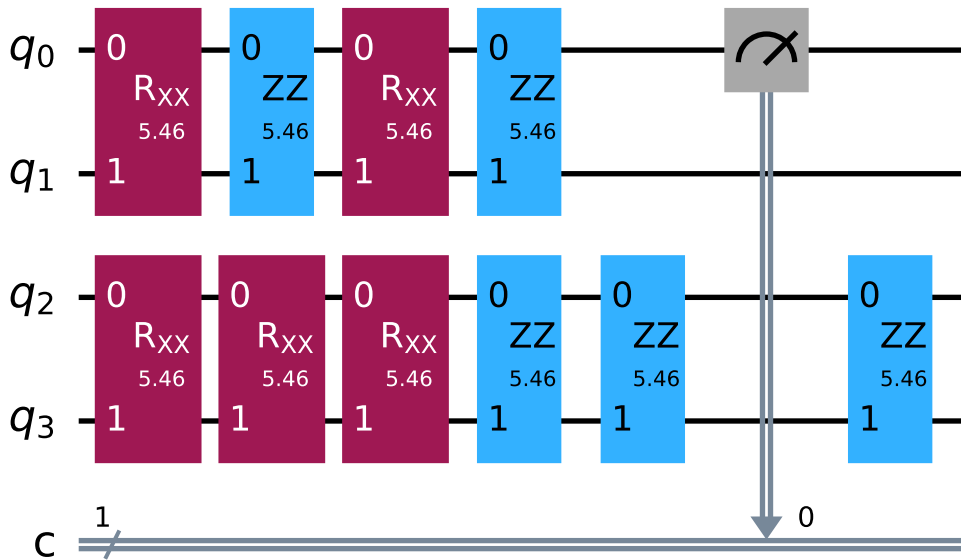 q0 0 0 0 0
RXX ZZ RXX ZZ
5.46 5.46 5.46 5.46
q1 1 1 1 1
q2 0 0 0 0 0 0
RXX RXX RXX ZZ ZZ ZZ
5.46 5.46 5.46 5.46 5.46 5.46
q3 1 1 1 1 1 1
1 0
c